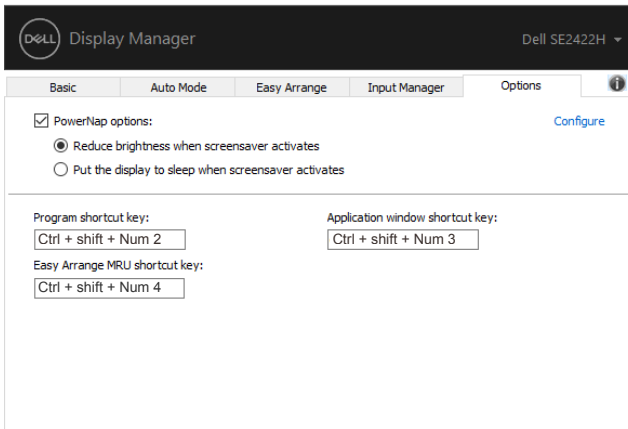 DELL Display Manager
Dell SE2422H
Basic
Auto Mode
Easy Arrange
Input Manager
Options
PowerNap options:
Configure
Reduce brightness when screensaver activates
Put the display to sleep when screensaver activates
Program shortcut key:
Application window shortcut key:
Ctrl + shift + Num 2
Ctrl + shift + Num 3
Easy Arrange MRU shortcut key:
Ctrl + shift + Num 4